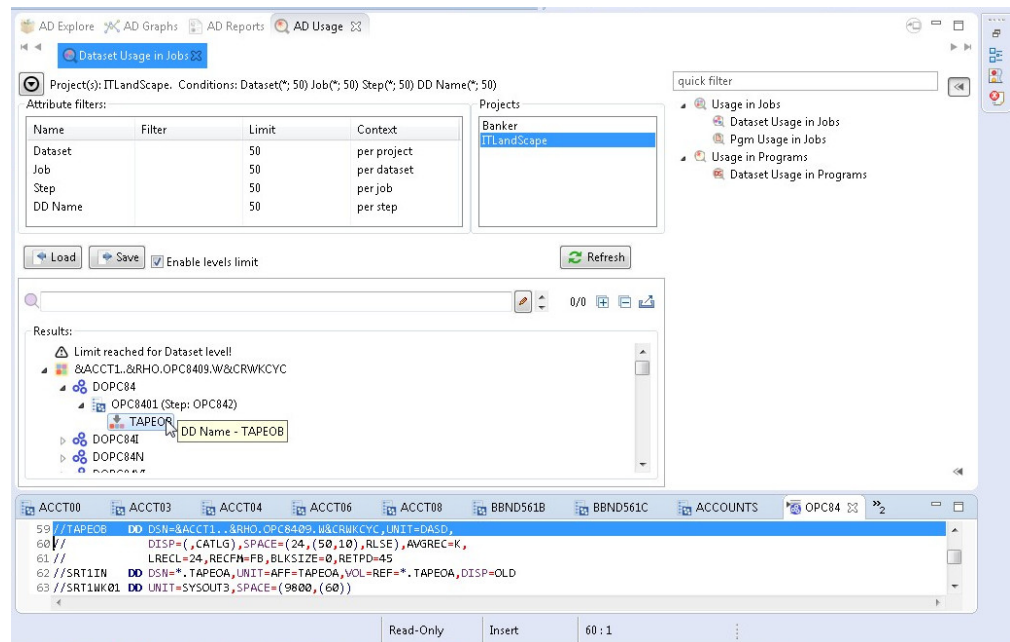 AD Explore AD Graphs AD Reports AD Usage
Dataset Usage in Jobs
Project(s): ITLandScape. Conditions: Dataset(*; 50) Job(*; 50) Step(*; 50) DD Name(*; 50)
Attribute filters:
Name Filter Limit Context
Dataset 50 per project
Job 50 per dataset
Step 50 per job
DD Name 50 per step
Projects
Banker
ITLandScape
quick filter
Usage in Jobs
Dataset Usage in Jobs
Pgm Usage in Jobs
Usage in Programs
Dataset Usage in Programs
Load Save Enable levels limit Refresh
0/0
Results:
Limit reached for Dataset level!
&ACCT1..&RHO.OPC8409.W&CRWKCYC
DOPC84
OPC8401 (Step: OPC842)
TAPEOB
DD Name - TAPEOB
DOPC84I
DOPC84N
ACCT00 ACCT03 ACCT04 ACCT06 ACCT08 BBND561B BBND561C ACCOUNTS OPC84 »2
59 //TAPEOB DD DSN=&ACCT1..&RHO.OPC8409.W&CRWKCYC,UNIT=DASD,
60 // DISP=(,CATLG),SPACE=(24,(50,10),RLSE),AVGREC=K,
61 // LRECL=24,RECFM=FB,BLKSIZE=0,RETPD=45
62 //SRT1IN DD DSN=*.TAPEOA,UNIT=AFF=TAPEOA,VOL=REF=*.TAPEOA,DISP=OLD
63 //SRT1WK01 DD UNIT=SYSOUT3,SPACE=(9800,(60))
Read-Only Insert 60 : 1